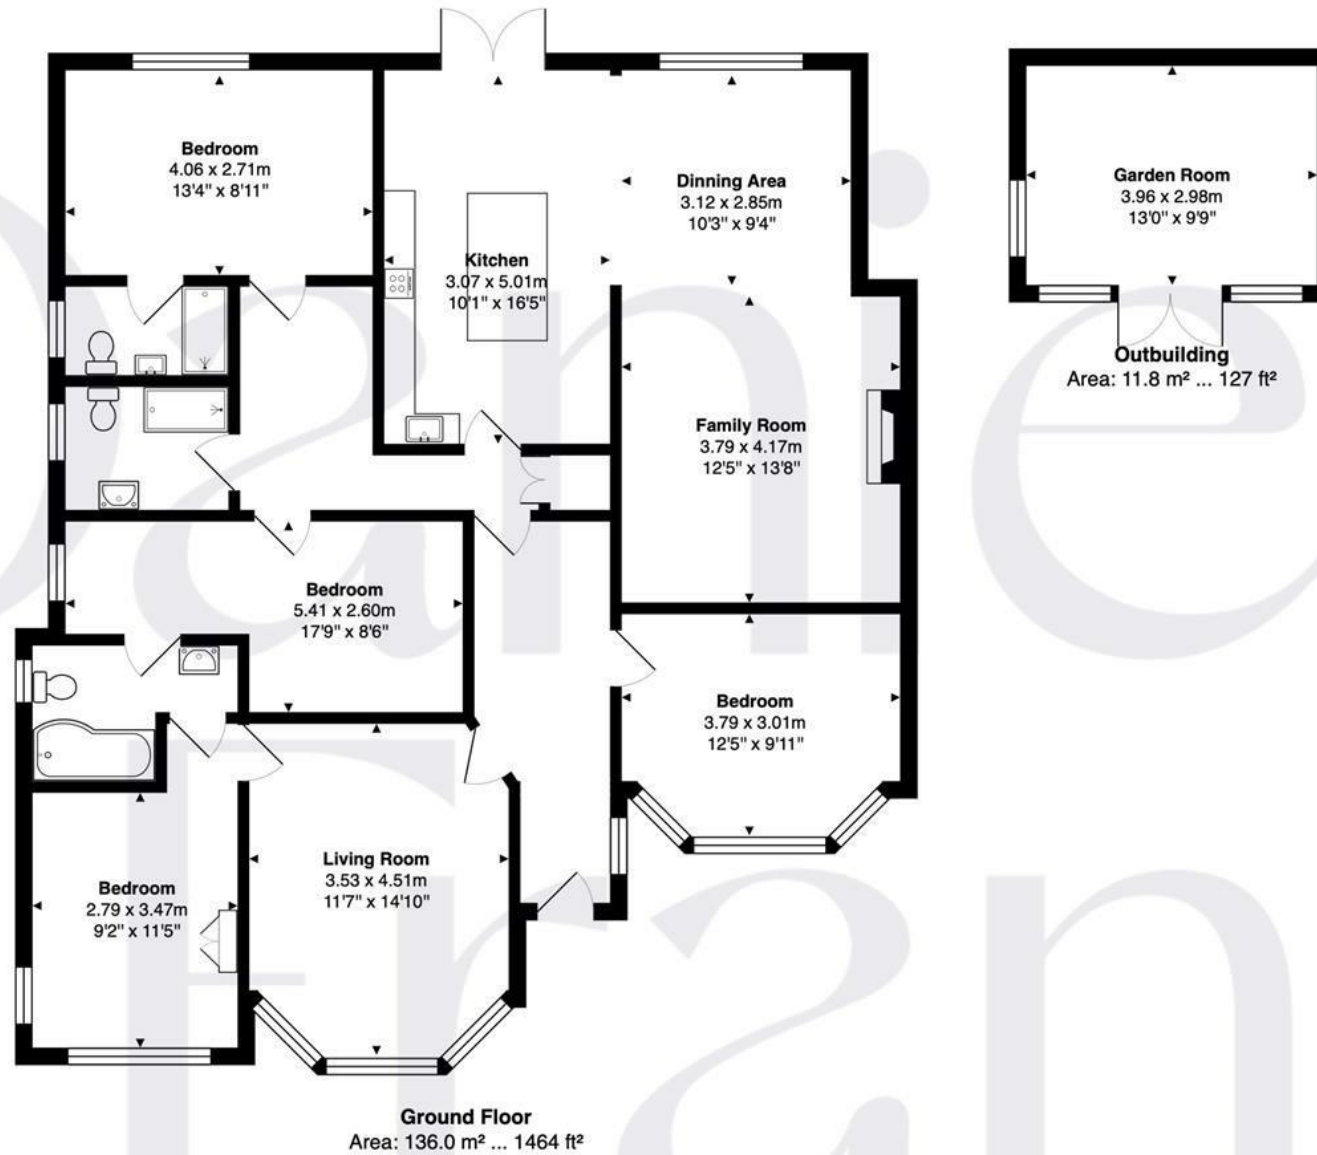 Bedroom
4.06 x 2.71m
13'4" x 8'11"
Dinning Area
3.12 x 2.85m
10'3" x 9'4"
Garden Room
3.96 x 2.98m
13'0" x 9'9"
Kitchen
3.07 x 5.01m
10'1" x 16'5"
Outbuilding
Area: 11.8 m² ... 127 ft²
Family Room
3.79 x 4.17m
12'5" x 13'8"
Bedroom
5.41 x 2.60m
17'9" x 8'6"
Bedroom
3.79 x 3.01m
12'5" x 9'11"
Living Room
3.53 x 4.51m
11'7" x 14'10"
Bedroom
2.79 x 3.47m
9'2" x 11'5"
Ground Floor
Area: 136.0 m² ... 1464 ft²